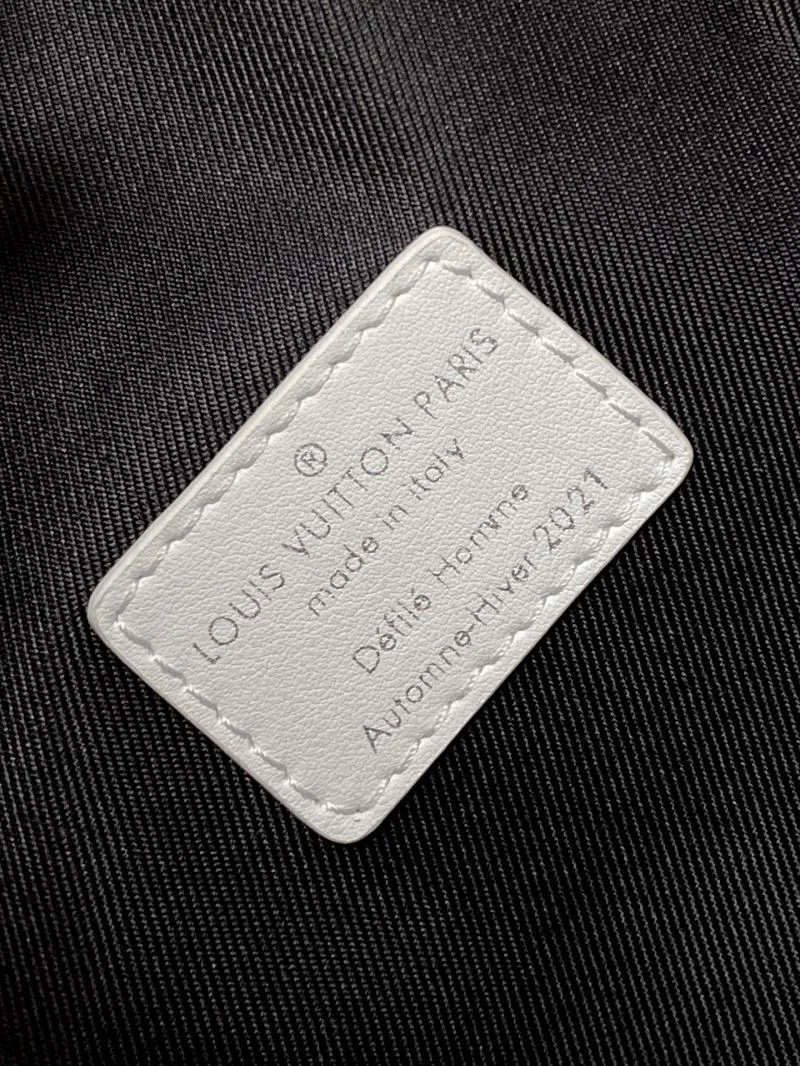 ®
LOUIS VUITTON PARIS
made in italy
Défilé Homme
Automne-Hiver 2021